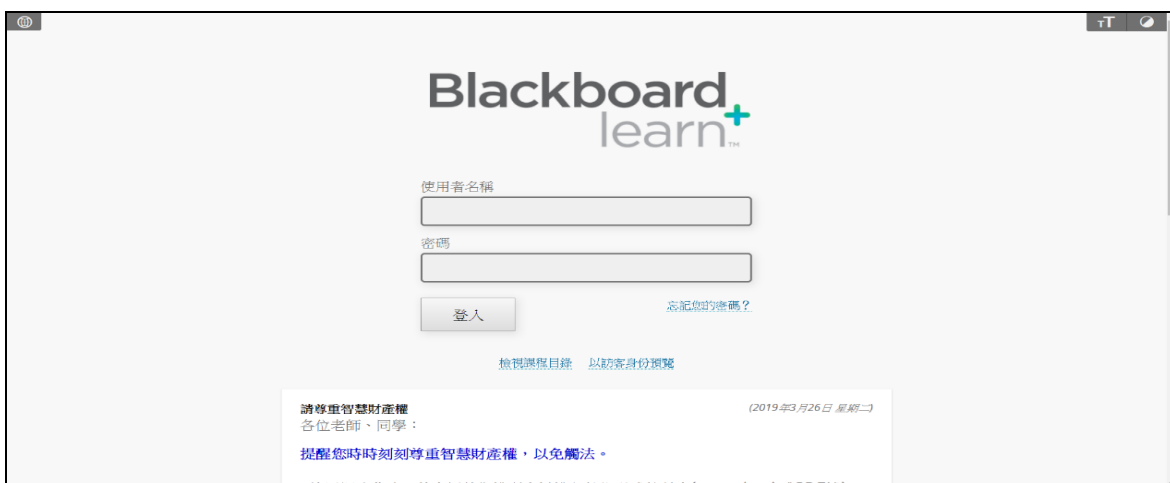 TT
Blackboard
learn+™
使用者名稱
密碼
登入
忘記您的密碼？
檢視課程目錄 以訪客身份預覽
請尊重智慧財產權 (2019年3月26日 星期二)
各位老師、同學：
提醒您時時刻刻尊重智慧財產權，以免觸法。